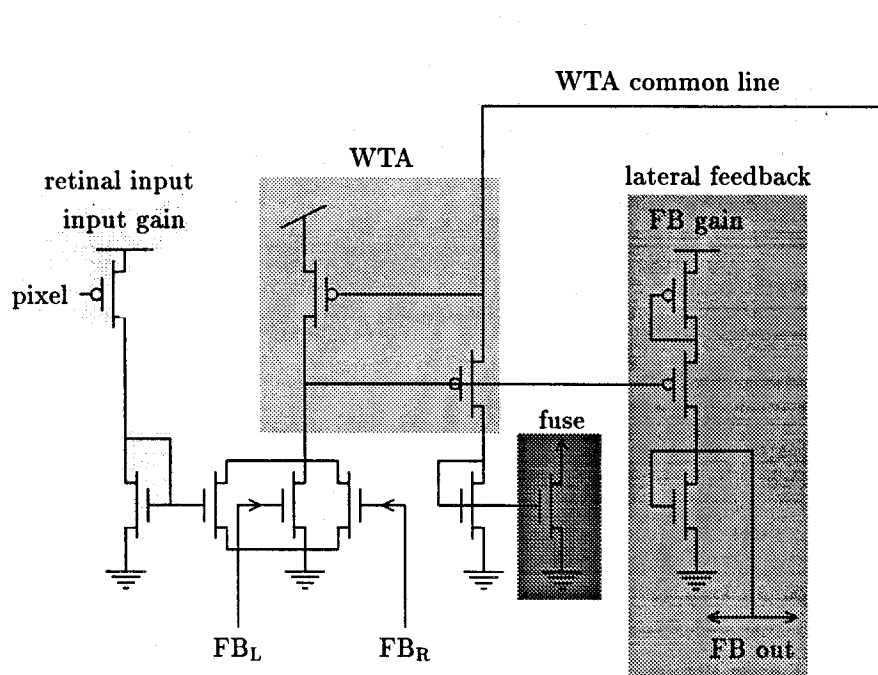 WTA common line
WTA
retinal input
input gain
lateral feedback
FB gain
pixel
fuse
FB_L
FB_R
FB out